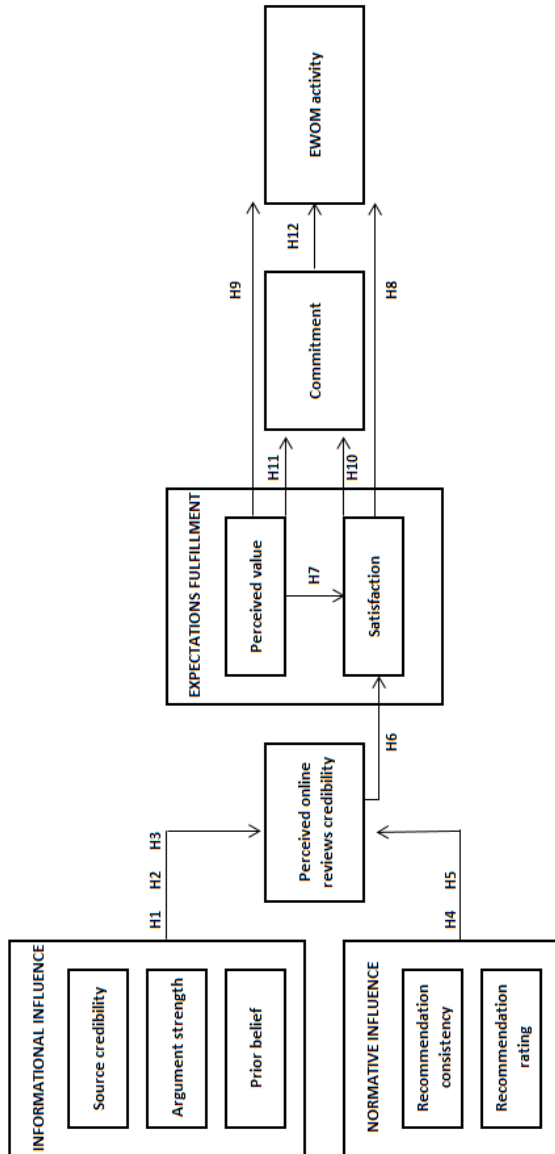 INFORMATIONAL INFLUENCE
Source credibility
Argument strength
Prior belief
NORMATIVE INFLUENCE
Recommendation
consistency
Recommendation
rating
H1 H2 H3
H4 H5
Perceived online
reviews credibility
H6
EXPECTATIONS FULFILLMENT
Perceived value
H7
Satisfaction
H9
H11
H10
H8
Commitment
H12
EWOM activity